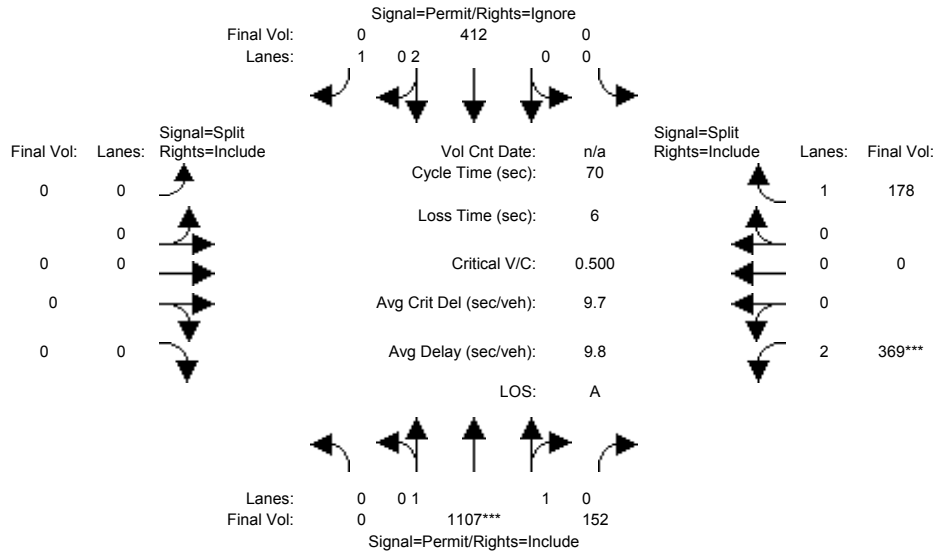 Signal=Permit/Rights=Ignore
Final Vol: 0 412 0
Lanes: 1 0 2 0 0
Signal=Split
Final Vol: Lanes: Rights=Include
Vol Cnt Date: n/a
Signal=Split
Rights=Include Lanes: Final Vol:
Cycle Time (sec): 70
0 0
1 178
Loss Time (sec): 6
0
0
0 0
Critical V/C: 0.500
0 0
0
Avg Crit Del (sec/veh): 9.7
0
0 0
Avg Delay (sec/veh): 9.8
2 369***
LOS: A
Lanes: 0 0 1 1 0
Final Vol: 0 1107*** 152
Signal=Permit/Rights=Include